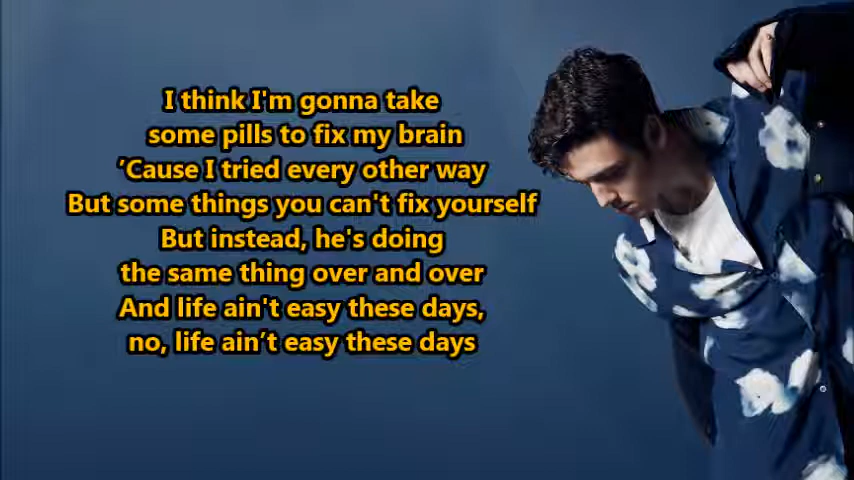 I think I'm gonna take
some pills to fix my brain
’Cause I tried every other way
But some things you can't fix yourself
But instead, he's doing
the same thing over and over
And life ain't easy these days,
no, life ain’t easy these days